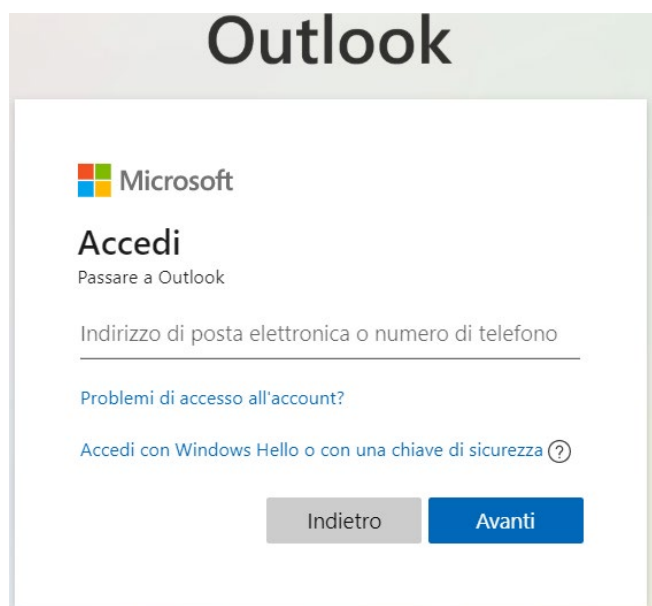 Outlook
Microsoft
Accedi
Passare a Outlook
Indirizzo di posta elettronica o numero di telefono
Problemi di accesso all'account?
Accedi con Windows Hello o con una chiave di sicurezza ?
Indietro Avanti